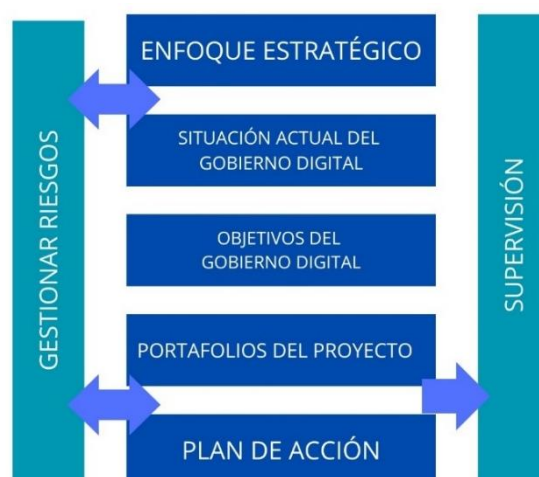 GESTIONAR RIESGOS
ENFOQUE ESTRATÉGICO
SITUACIÓN ACTUAL DEL
GOBIERNO DIGITAL
OBJETIVOS DEL
GOBIERNO DIGITAL
PORTAFOLIOS DEL PROYECTO
PLAN DE ACCIÓN
SUPERVISIÓN